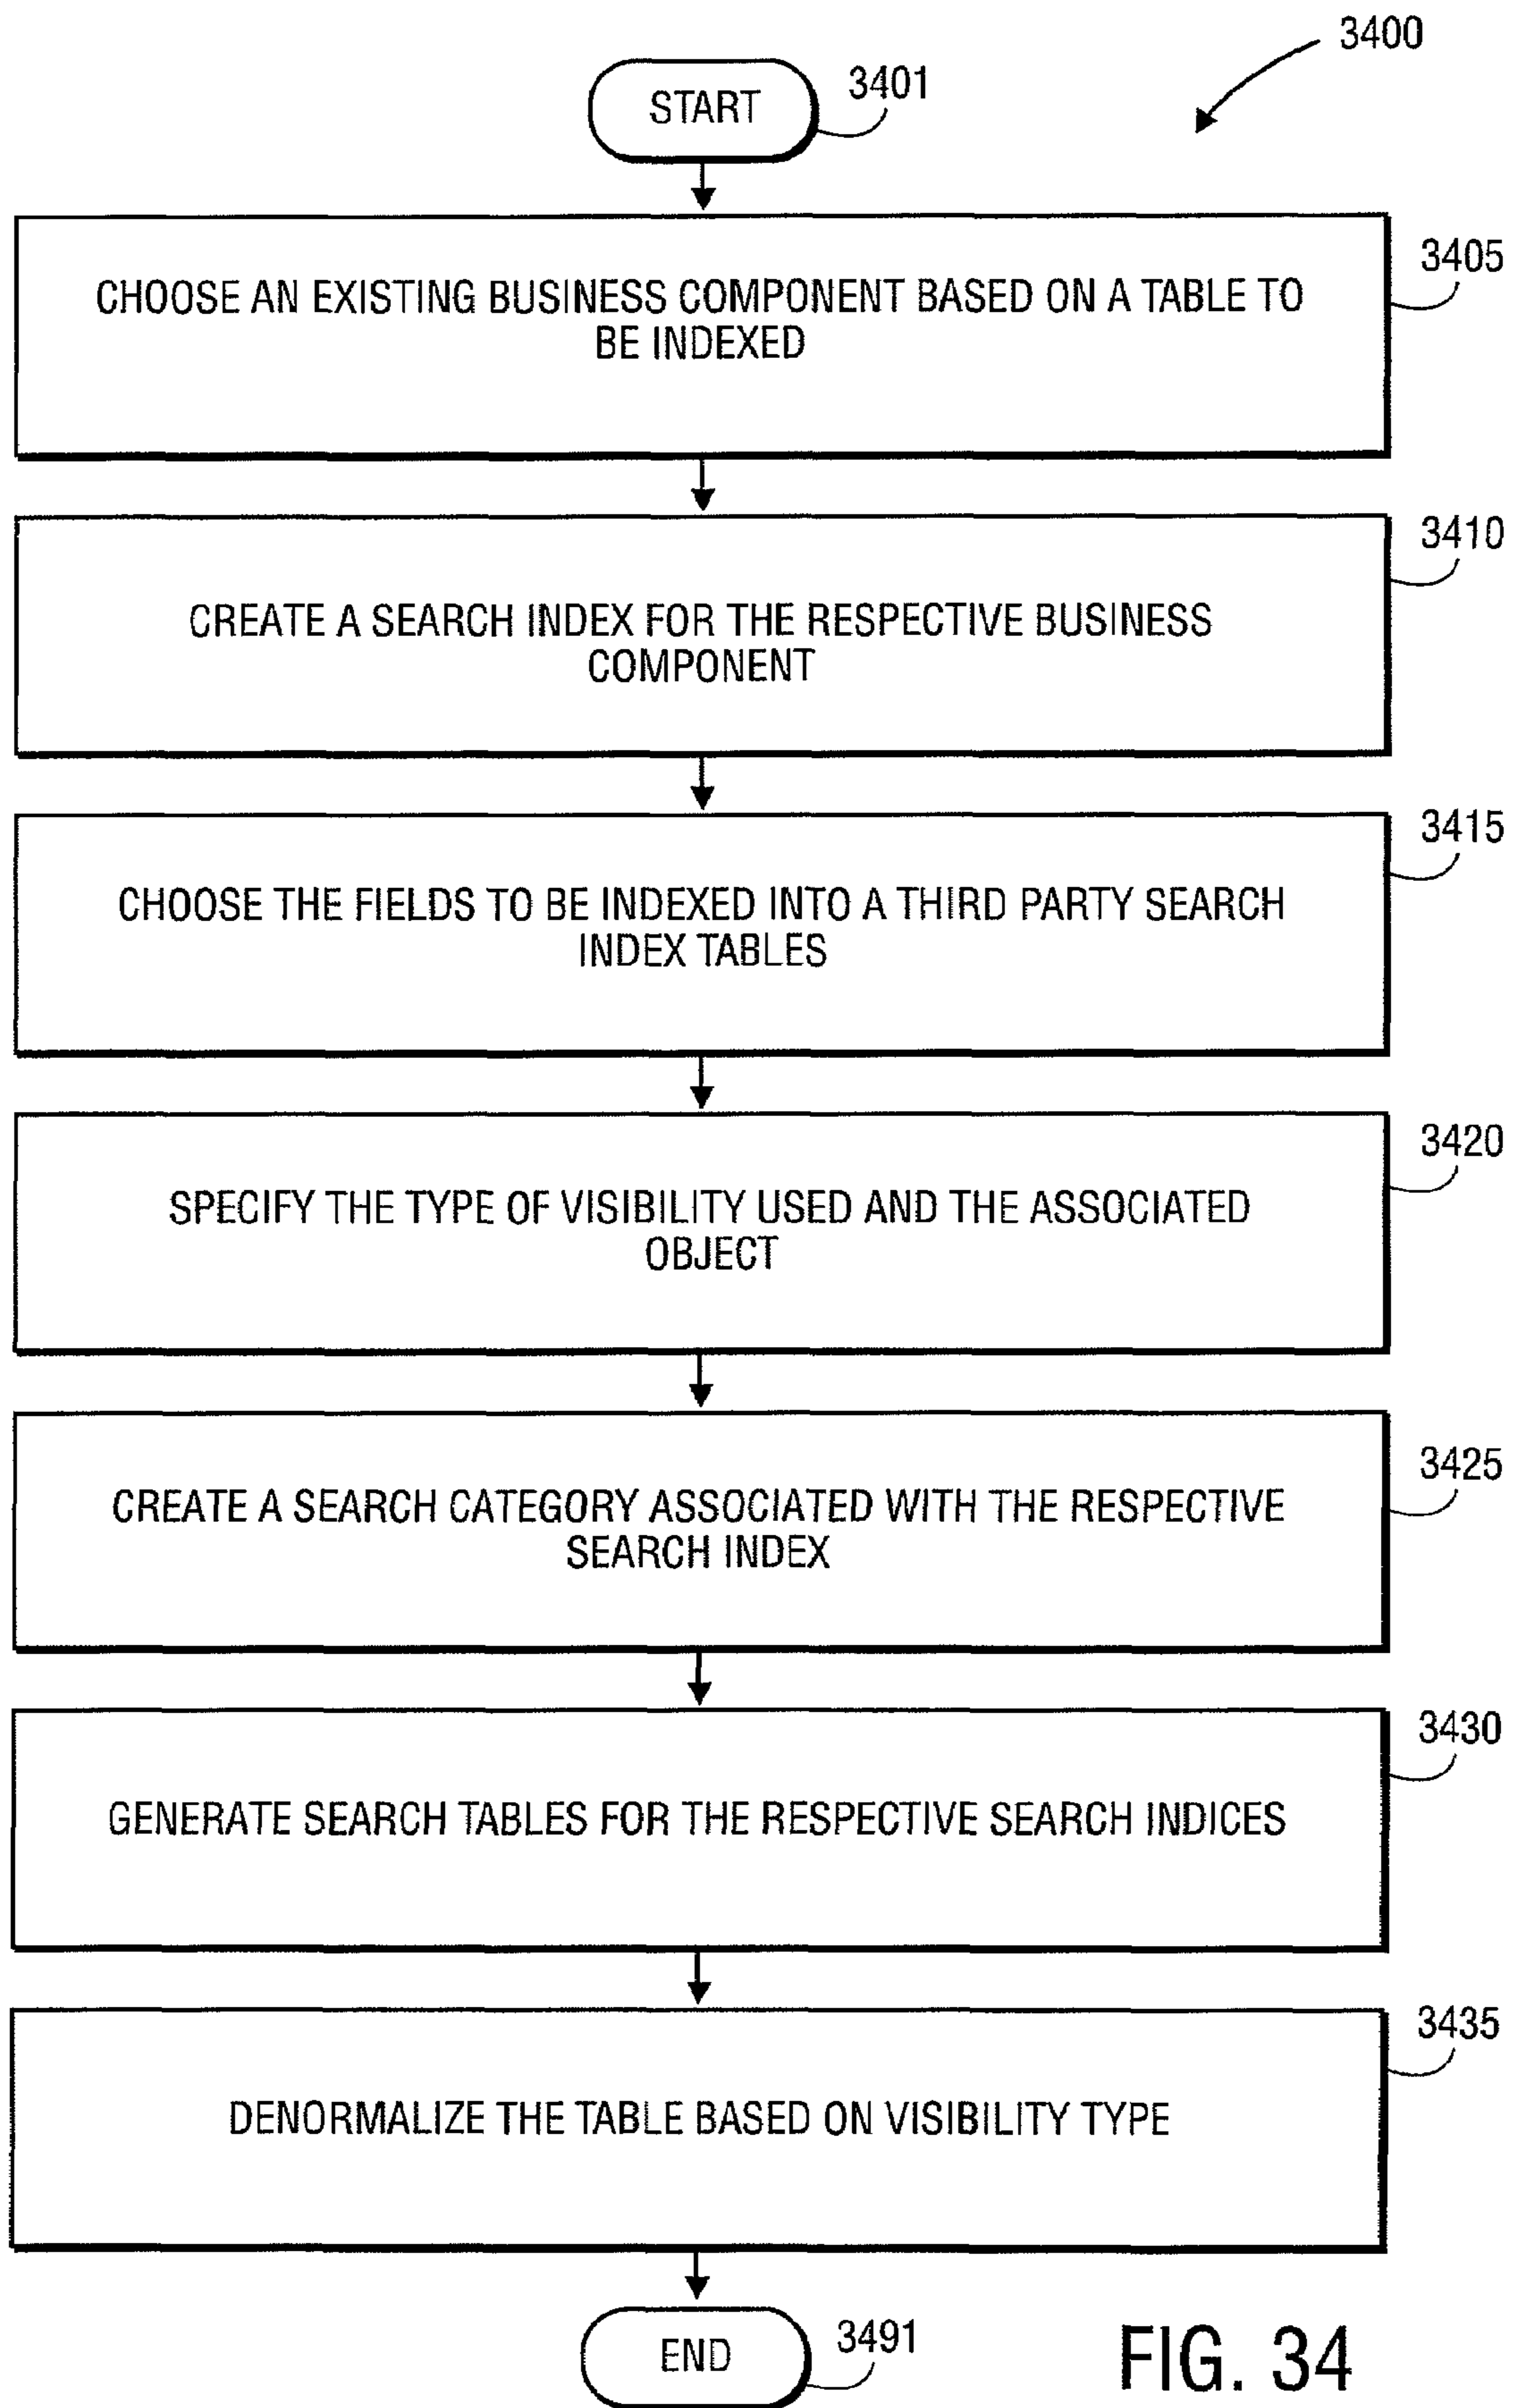 3400
START
3401
CHOOSE AN EXISTING BUSINESS COMPONENT BASED ON A TABLE TO
BE INDEXED
3405
CREATE A SEARCH INDEX FOR THE RESPECTIVE BUSINESS
COMPONENT
3410
CHOOSE THE FIELDS TO BE INDEXED INTO A THIRD PARTY SEARCH
INDEX TABLES
3415
SPECIFY THE TYPE OF VISIBILITY USED AND THE ASSOCIATED
OBJECT
3420
CREATE A SEARCH CATEGORY ASSOCIATED WITH THE RESPECTIVE
SEARCH INDEX
3425
GENERATE SEARCH TABLES FOR THE RESPECTIVE SEARCH INDICES
3430
DENORMALIZE THE TABLE BASED ON VISIBILITY TYPE
3435
END
3491
FIG. 34